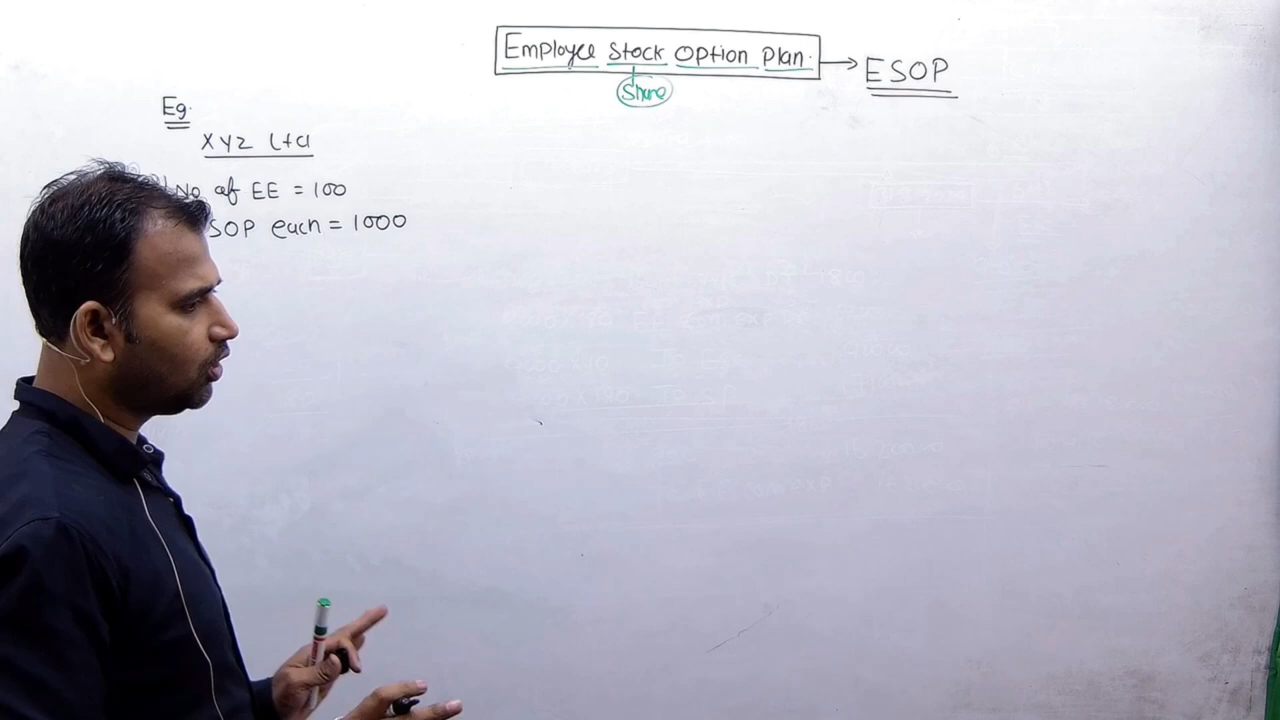 Employee Stock Option Plan. → ESOP
Share
Eg.
XYZ Ltd
No of EE = 100
SOP each = 1000